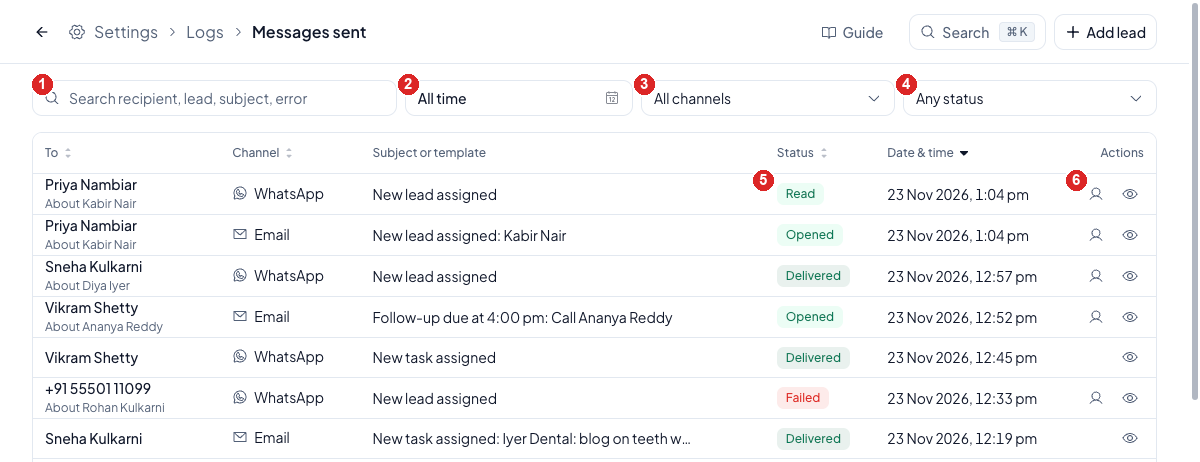 Settings > Logs > Messages sent
Guide
Search ⌘ K
+ Add lead
1 Search recipient, lead, subject, error
2 All time 12
3 All channels
4 Any status
To Channel Subject or template Status Date & time Actions
5 6
Priya Nambiar
About Kabir Nair
WhatsApp New lead assigned Read 23 Nov 2026, 1:04 pm
Priya Nambiar
About Kabir Nair
Email New lead assigned: Kabir Nair Opened 23 Nov 2026, 1:04 pm
Sneha Kulkarni
About Diya Iyer
WhatsApp New lead assigned Delivered 23 Nov 2026, 12:57 pm
Vikram Shetty
About Ananya Reddy
Email Follow-up due at 4:00 pm: Call Ananya Reddy Opened 23 Nov 2026, 12:52 pm
Vikram Shetty WhatsApp New task assigned Delivered 23 Nov 2026, 12:45 pm
+91 55501 11099
About Rohan Kulkarni
WhatsApp New lead assigned Failed 23 Nov 2026, 12:33 pm
Sneha Kulkarni Email New task assigned: Iyer Dental: blog on teeth w... Delivered 23 Nov 2026, 12:19 pm